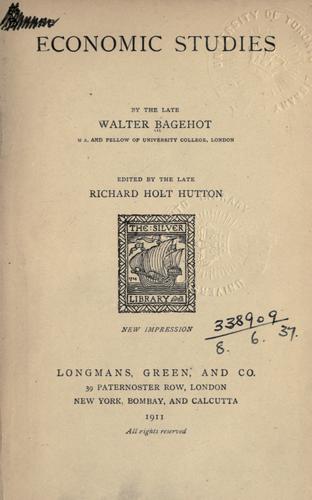 ECONOMIC STUDIES
BY THE LATE
WALTER BAGEHOT
M A. AND FELLOW OF UNIVERSITY COLLEGE, LONDON
EDITED BY THE LATE
RICHARD HOLT HUTTON
THE SILVER
LIBRARY
NEW IMPRESSION
338909
8. 6. 37.
LONGMANS, GREEN, AND CO.
39 PATERNOSTER ROW, LONDON
NEW YORK, BOMBAY, AND CALCUTTA
1911
All rights reserved